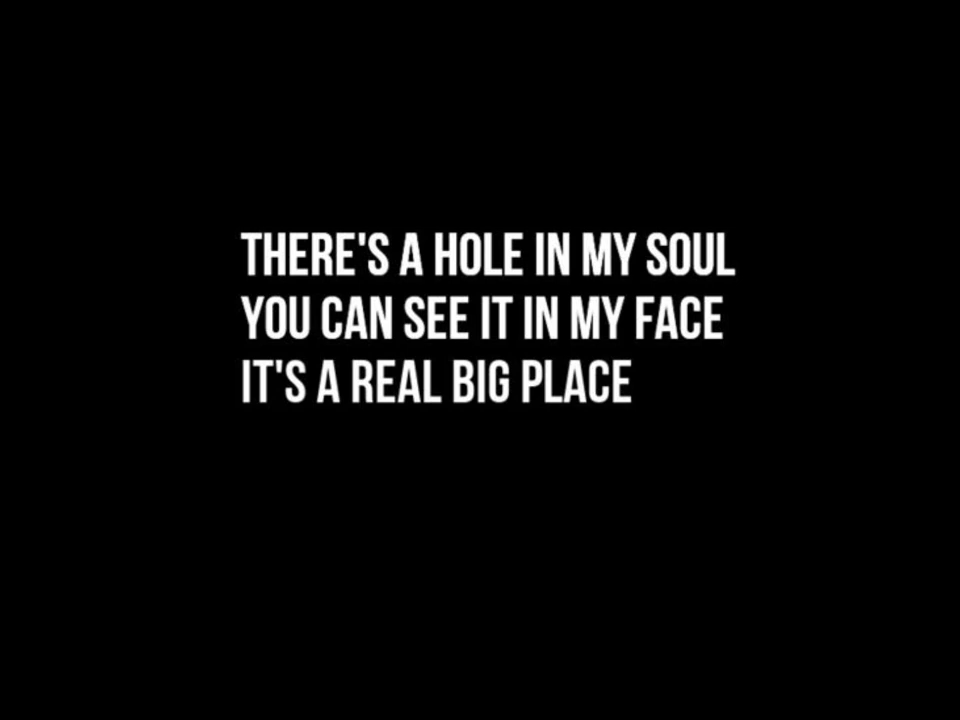 THERE'S A HOLE IN MY SOUL
YOU CAN SEE IT IN MY FACE
IT'S A REAL BIG PLACE